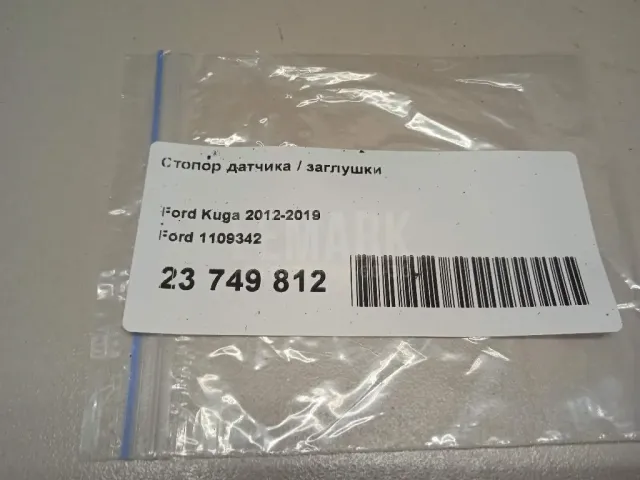 Стопор датчика / заглушки
Ford Kuga 2012-2019
Ford 1109342
23 749 812